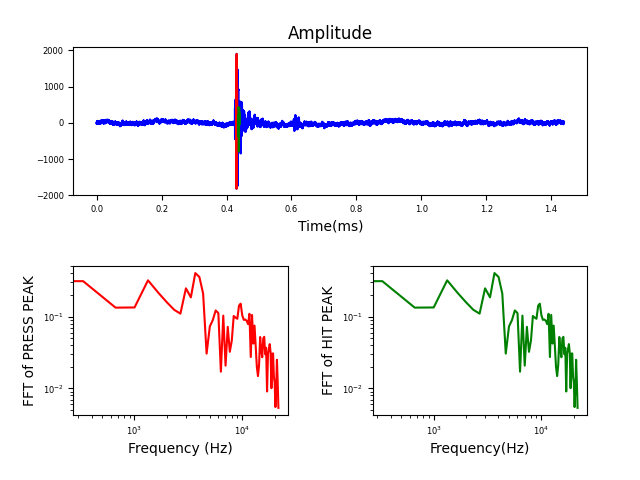 Amplitude
2000
1000
0
−1000
−2000
0.0 0.2 0.4 0.6 0.8 1.0 1.2 1.4
Time(ms)
FFT of PRESS PEAK
10⁻¹
10⁻²
10³ 10⁴
Frequency (Hz)
FFT of HIT PEAK
10⁻¹
10⁻²
10³ 10⁴
Frequency(Hz)